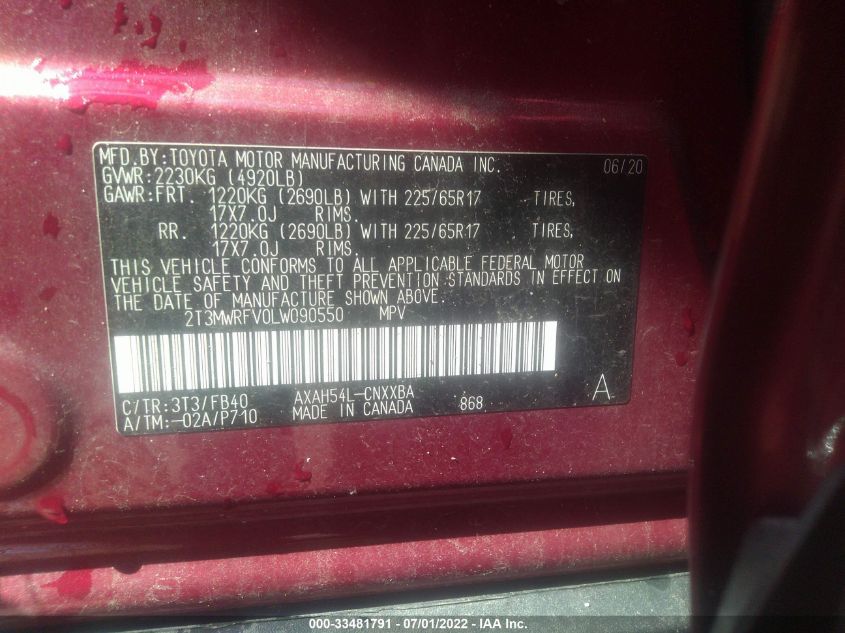 MFD.BY:TOYOTA MOTOR MANUFACTURING CANADA INC. 06/20
GVWR:2230KG (4920LB)
GAWR:FRT. 1220KG (2690LB) WITH 225/65R17 TIRES,
17X7.0J RIMS.
RR. 1220KG (2690LB) WITH 225/65R17 TIRES,
17X7.0J RIMS.
THIS VEHICLE CONFORMS TO ALL APPLICABLE FEDERAL MOTOR
VEHICLE SAFETY AND THEFT PREVENTION STANDARDS IN EFFECT ON
THE DATE OF MANUFACTURE SHOWN ABOVE.
2T3MWRFV0LW090550 MPV
C/TR:3T3/FB40 AXAH54L-CNXXBA A
A/TM:-02A/P710 MADE IN CANADA 868
000-33481791 - 07/01/2022 - IAA Inc.